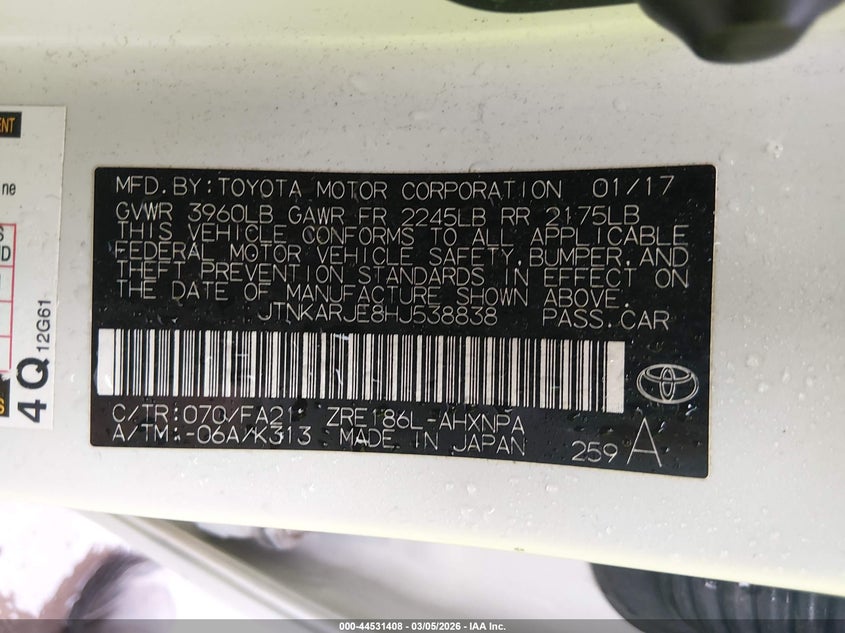 MFD. BY: TOYOTA MOTOR CORPORATION 01/17
GVWR 3960LB GAWR FR 2245LB RR 2175LB
THIS VEHICLE CONFORMS TO ALL APPLICABLE
FEDERAL MOTOR VEHICLE SAFETY, BUMPER, AND
THEFT PREVENTION STANDARDS IN EFFECT ON
THE DATE OF MANUFACTURE SHOWN ABOVE.
JTNKARJE8HJ538838 PASS. CAR
C/TR: 070/FA21 ZRE186L-AHXNPA
A/TM: -06A/K313 MADE IN JAPAN
259 A
4Q
12G61
ne
000-44531408 - 03/05/2026 - IAA Inc.